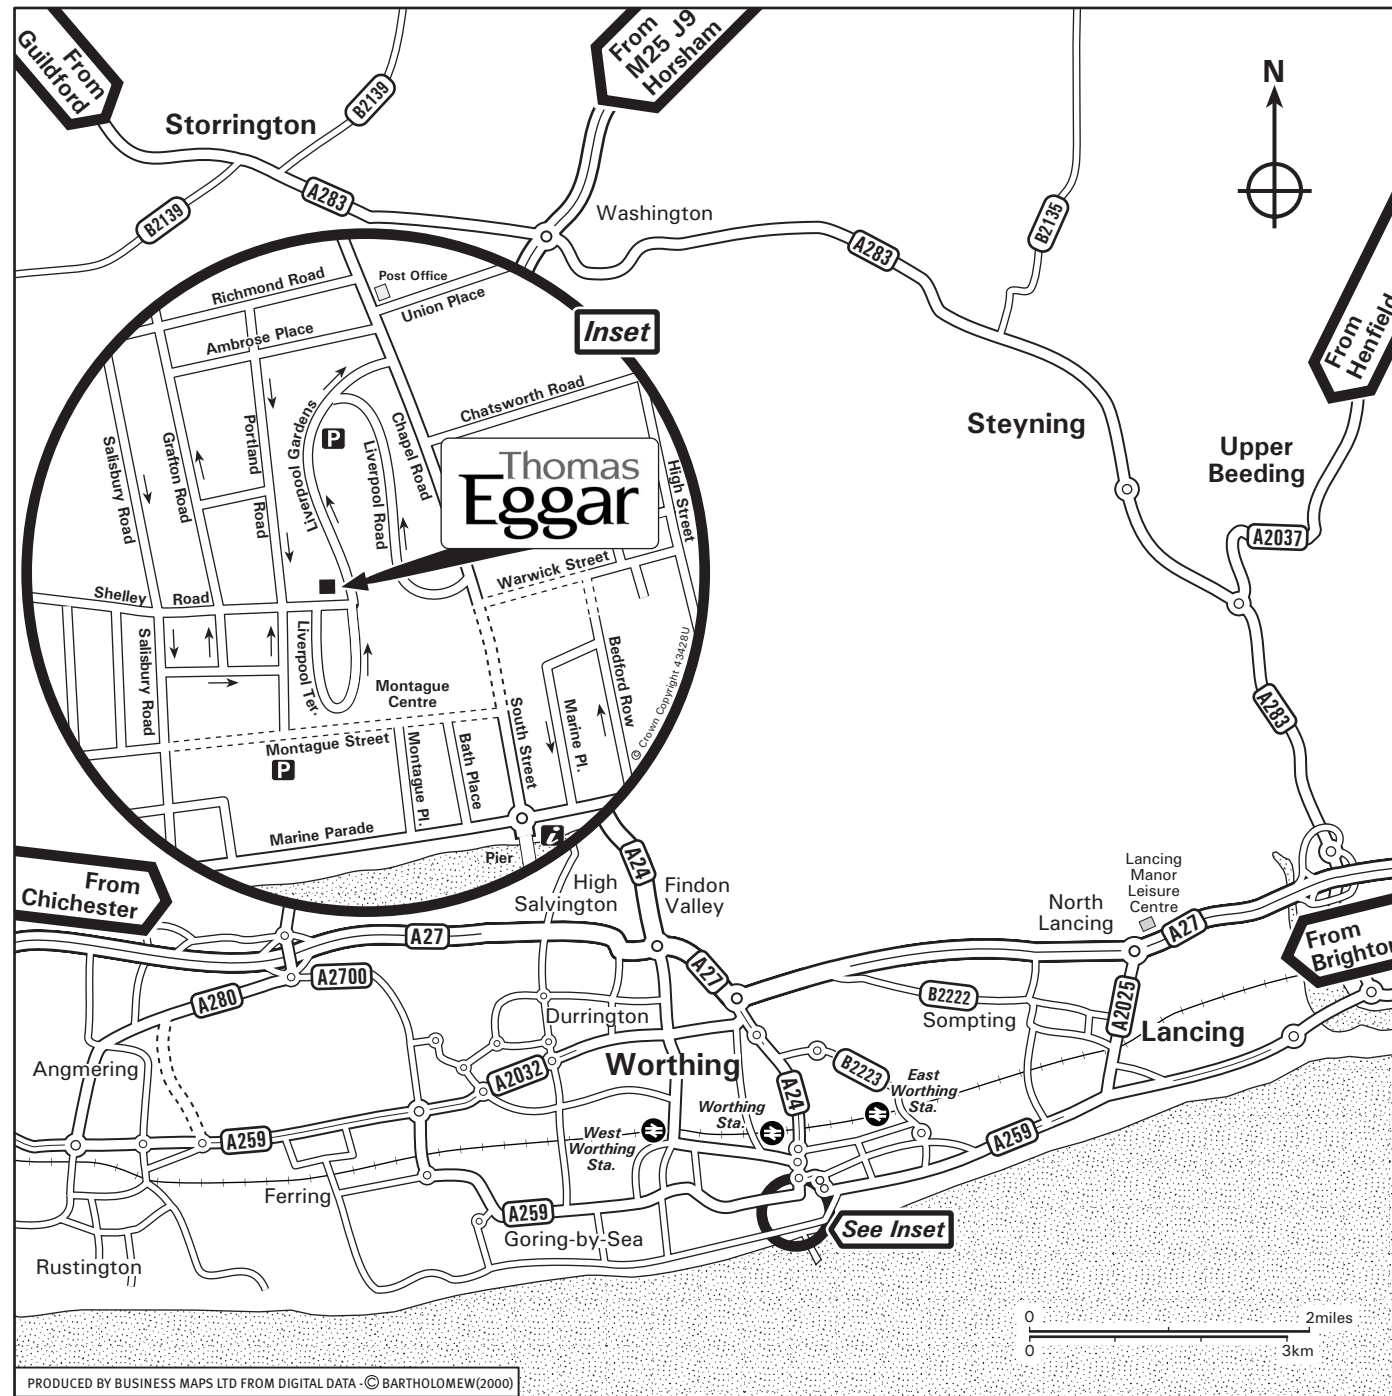 From
Guildford
From
M25 J9
Horsham
N
Storrington
B2139
B2139
A283
Washington
A283
B2135
From
Henfield
Inset
Steyning
Upper
Beeding
A2037
A283
Richmond Road
Post Office
Union Place
Ambrose Place
Chatsworth Road
Salisbury Road
Grafton Road
Portland
Road
Liverpool Gardens
P
Liverpool Road
Chapel Road
High Street
Thomas
Eggar
Warwick Street
Shelley
Road
Salisbury Road
Liverpool Ter.
Montague
Centre
South Street
Bedford Row
Marine Pl.
© Crown Copyright 43428U
Montague Street
P
Montague Pl.
Bath Place
Marine Parade
Pier
i
From
Chichester
High
Salvington
A24
Findon
Valley
Lancing
Manor
Leisure
Centre
North
Lancing
A27
From
Brighton
A27
A27
A2700
A280
B2222
Sompting
A2025
Lancing
Durrington
Angmering
A2032
Worthing
A24
B2223
East
Worthing
Sta.
Worthing
Sta.
West
Worthing
Sta.
A259
A259
Ferring
A259
Goring-by-Sea
See Inset
Rustington
0
2miles
0
3km
PRODUCED BY BUSINESS MAPS LTD FROM DIGITAL DATA - © BARTHOLOMEW(2000)